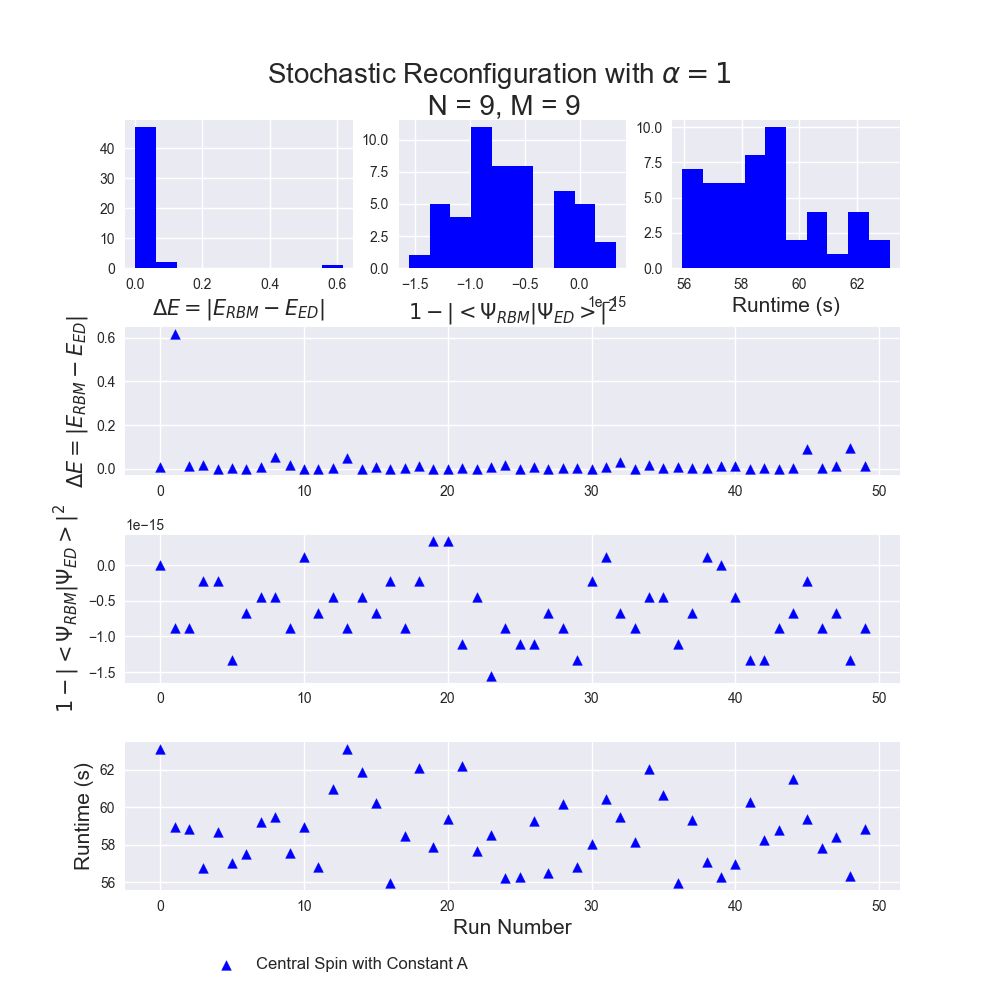 Stochastic Reconfiguration with α = 1
N = 9, M = 9
40
30
20
10
0
0.0 0.2 0.4 0.6
ΔE = |E_RBM − E_ED|
10.0
7.5
5.0
2.5
0.0
−1.5 −1.0 −0.5 0.0
1e−15
1 − | < Ψ_RBM|Ψ_ED > |²
10.0
7.5
5.0
2.5
0.0
56 58 60 62
Runtime (s)
ΔE = |E_RBM − E_ED|
0.6
0.4
0.2
0.0
0 10 20 30 40 50
1 − | < Ψ_RBM|Ψ_ED > |²
1e−15
0.0
−0.5
−1.0
−1.5
0 10 20 30 40 50
Runtime (s)
62
60
58
56
0 10 20 30 40 50
Run Number
Central Spin with Constant A